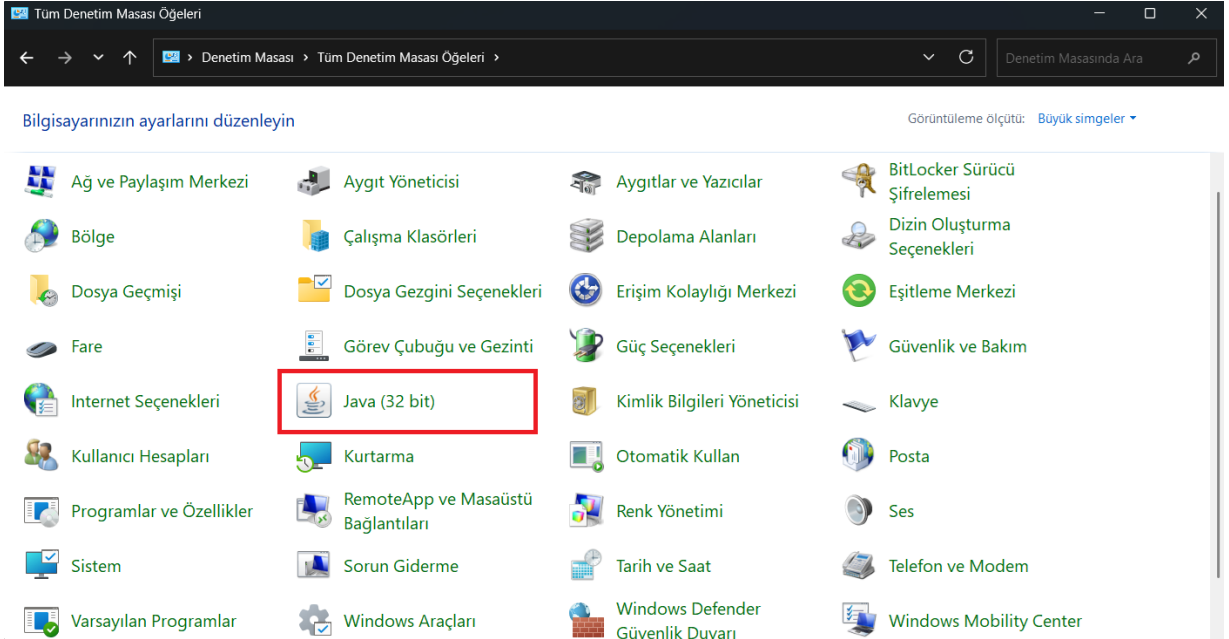 Tüm Denetim Masası Öğeleri
Denetim Masası > Tüm Denetim Masası Öğeleri >
Denetim Masasında Ara
Bilgisayarınızın ayarlarını düzenleyin
Görüntüleme ölçütü: Büyük simgeler
Ağ ve Paylaşım Merkezi
Aygıt Yöneticisi
Aygıtlar ve Yazıcılar
BitLocker Sürücü
Şifrelemesi
Bölge
Çalışma Klasörleri
Depolama Alanları
Dizin Oluşturma
Seçenekleri
Dosya Geçmişi
Dosya Gezgini Seçenekleri
Erişim Kolaylığı Merkezi
Eşitleme Merkezi
Fare
Görev Çubuğu ve Gezinti
Güç Seçenekleri
Güvenlik ve Bakım
Internet Seçenekleri
Java (32 bit)
Kimlik Bilgileri Yöneticisi
Klavye
Kullanıcı Hesapları
Kurtarma
Otomatik Kullan
Posta
Programlar ve Özellikler
RemoteApp ve Masaüstü
Bağlantıları
Renk Yönetimi
Ses
Sistem
Sorun Giderme
Tarih ve Saat
Telefon ve Modem
Varsayılan Programlar
Windows Araçları
Windows Defender
Güvenlik Duvarı
Windows Mobility Center